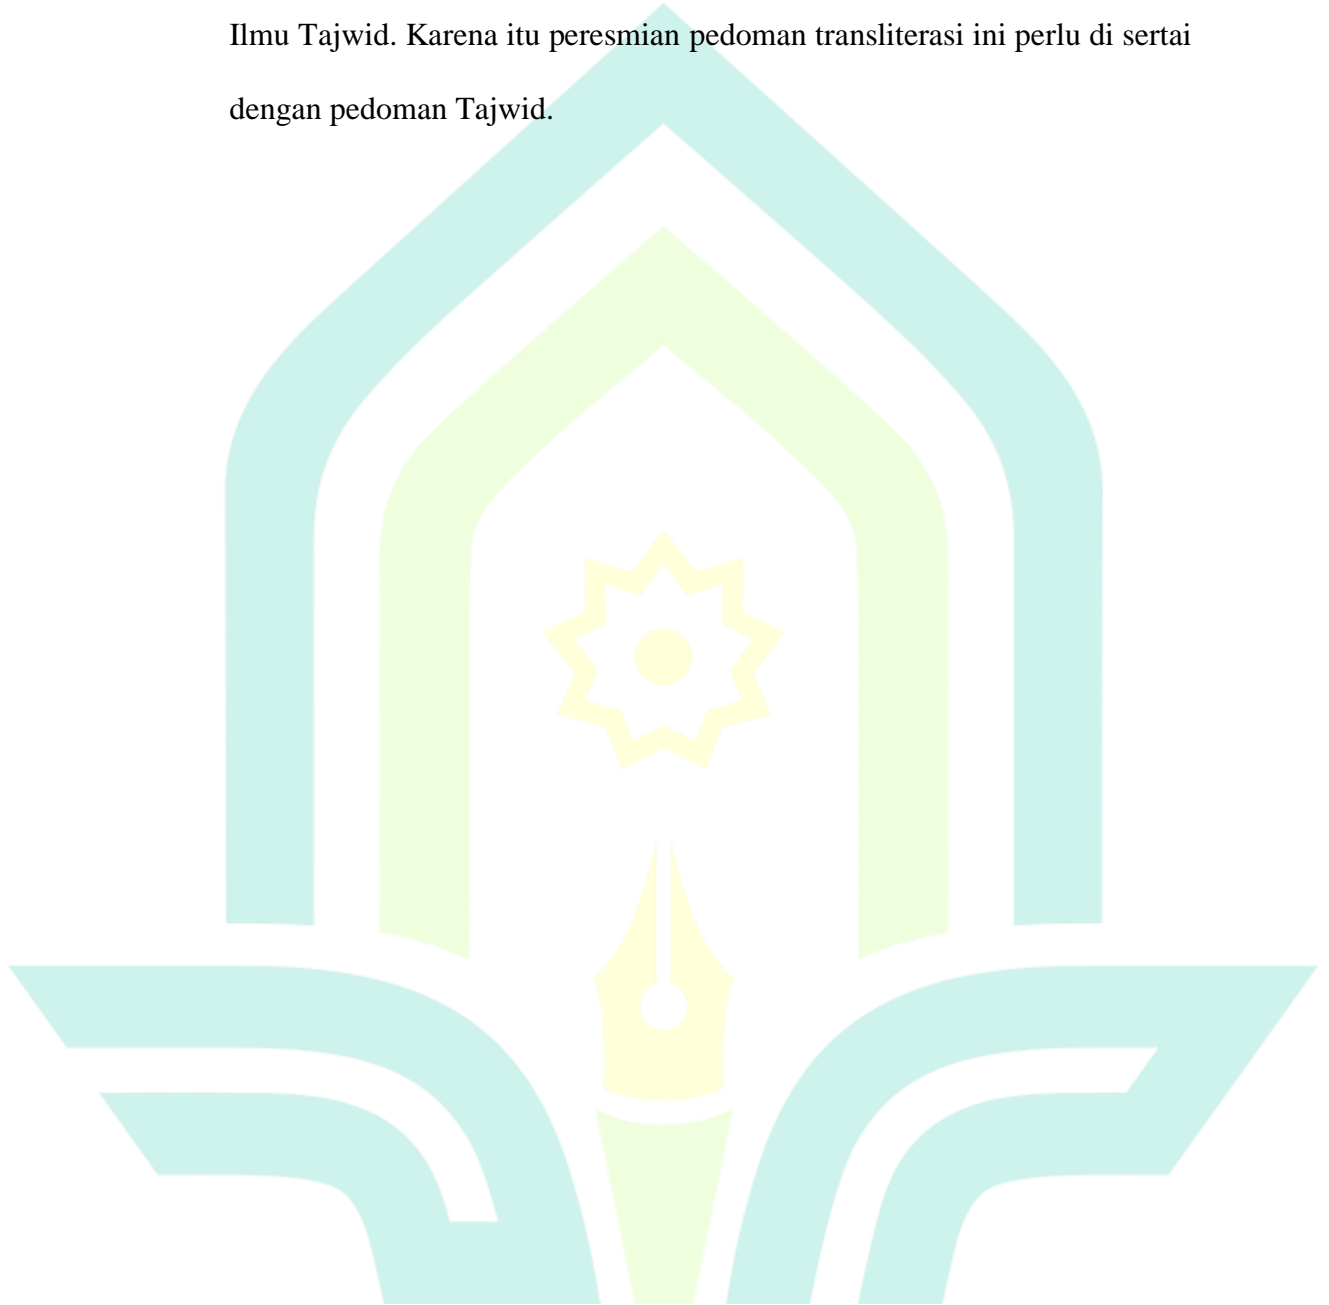 Ilmu Tajwid. Karena itu peresmian pedoman transliterasi ini perlu di sertai
dengan pedoman Tajwid.